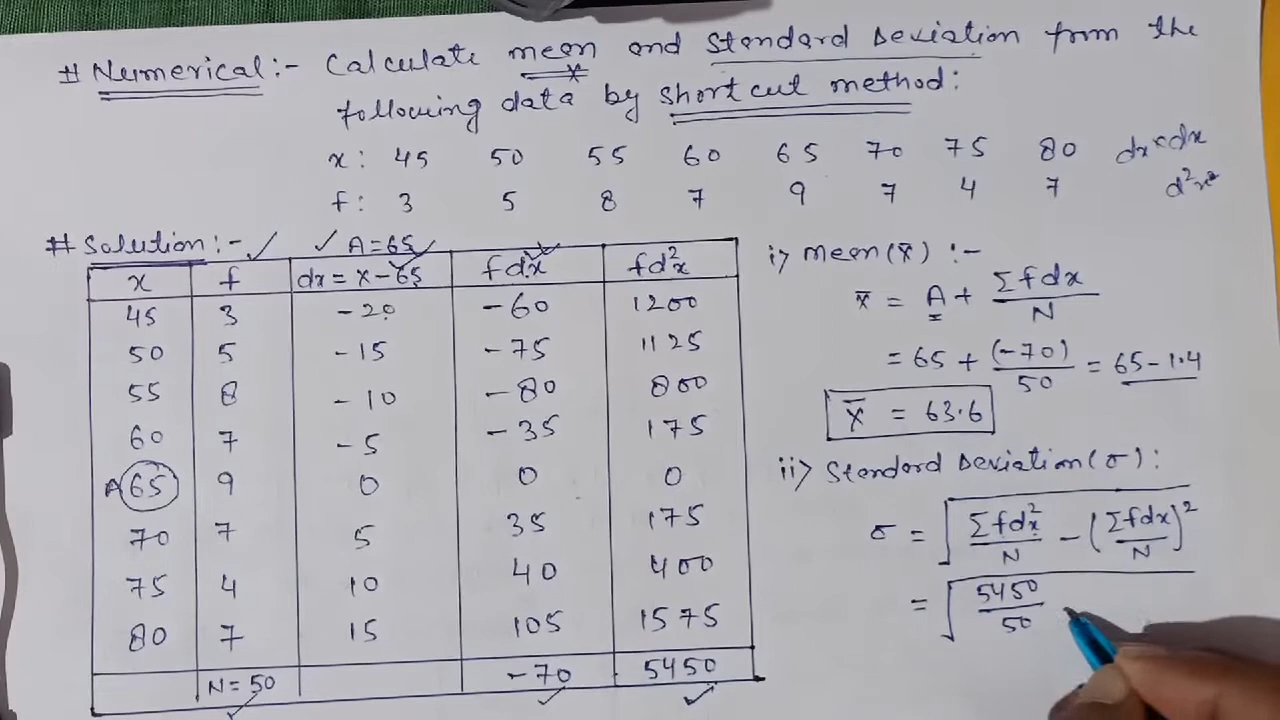 # Numerical:- Calculate mean and Standard Deviation from the
following data by shortcut method:
x: 45 50 55 60 65 70 75 80 dx×dx
f: 3 5 8 7 9 7 4 7 d²x
# Solution:- ✓ ✓ A=65
x f dx = x-65 fdx fd²x
45 3 -20 -60 1200
50 5 -15 -75 1125
55 8 -10 -80 800
60 7 -5 -35 175
A 65 9 0 0 0
70 7 5 35 175
75 4 10 40 400
80 7 15 105 1575
N = 50 -70 5450
i) mean(x̄) :-
x̄ = A + Σfdx/N
= 65 + (-70)/50 = 65-1.4
x̄ = 63.6
ii) Standard Deviation(σ):
σ = √(Σfd²x/N - (Σfdx/N)²)
= √(5450/50